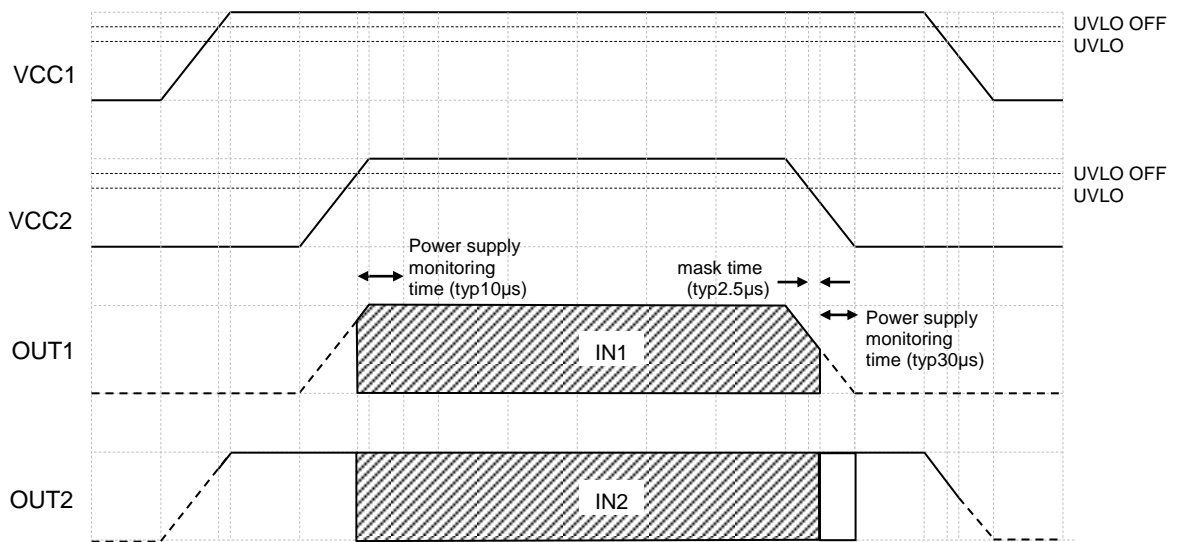 UVLO OFF
UVLO
VCC1
UVLO OFF
UVLO
VCC2
Power supply
monitoring
time (typ10µs)
mask time
(typ2.5µs)
Power supply
monitoring
time (typ30µs)
OUT1
IN1
OUT2
IN2